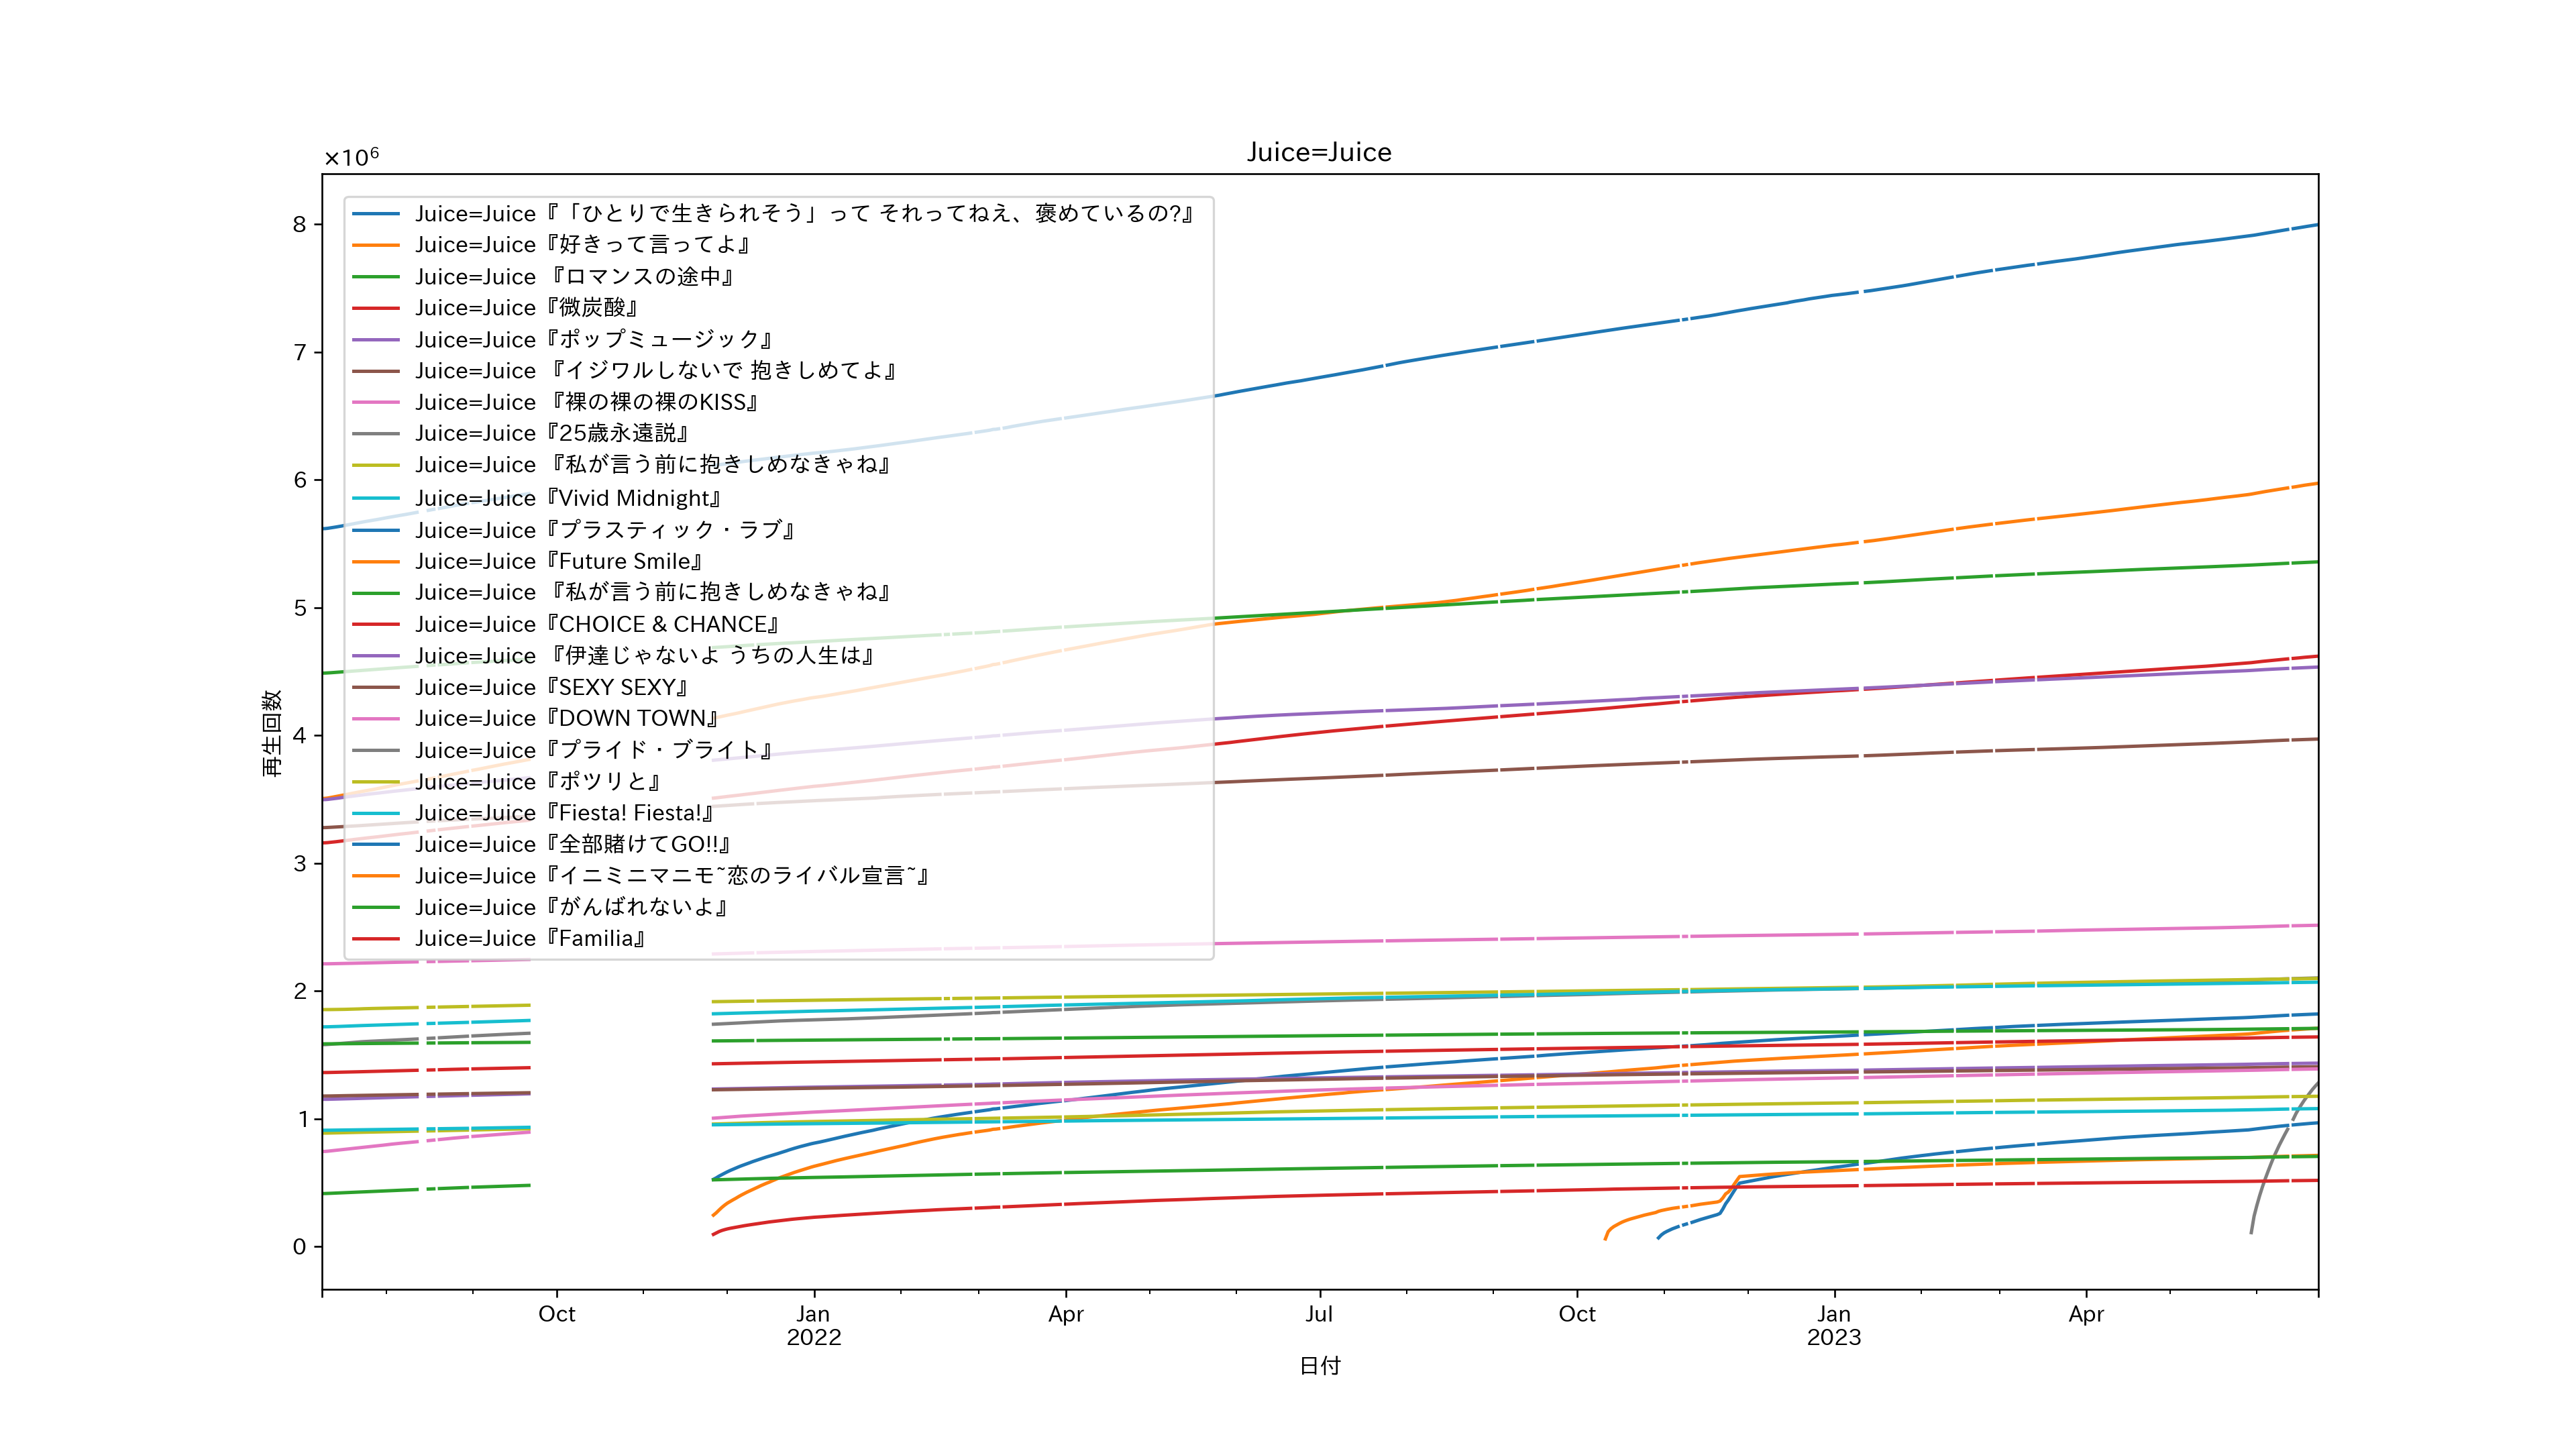 Juice=Juice
×10⁶
8
7
6
5
4
3
2
1
0
再生回数
Juice=Juice『「ひとりで生きられそう」って それってねえ、褒めているの?』
Juice=Juice『好きって言ってよ』
Juice=Juice 『ロマンスの途中』
Juice=Juice『微炭酸』
Juice=Juice『ポップミュージック』
Juice=Juice 『イジワルしないで 抱きしめてよ』
Juice=Juice 『裸の裸の裸のKISS』
Juice=Juice『25歳永遠説』
Juice=Juice 『私が言う前に抱きしめなきゃね』
Juice=Juice『Vivid Midnight』
Juice=Juice『プラスティック・ラブ』
Juice=Juice『Future Smile』
Juice=Juice 『私が言う前に抱きしめなきゃね』
Juice=Juice『CHOICE & CHANCE』
Juice=Juice 『伊達じゃないよ うちの人生は』
Juice=Juice『SEXY SEXY』
Juice=Juice『DOWN TOWN』
Juice=Juice『プライド・ブライト』
Juice=Juice『ポツリと』
Juice=Juice『Fiesta! Fiesta!』
Juice=Juice『全部賭けてGO!!』
Juice=Juice『イニミニマニモ~恋のライバル宣言~』
Juice=Juice『がんばれないよ』
Juice=Juice『Familia』
Oct Jan Apr Jul Oct Jan Apr
2022 2023
日付